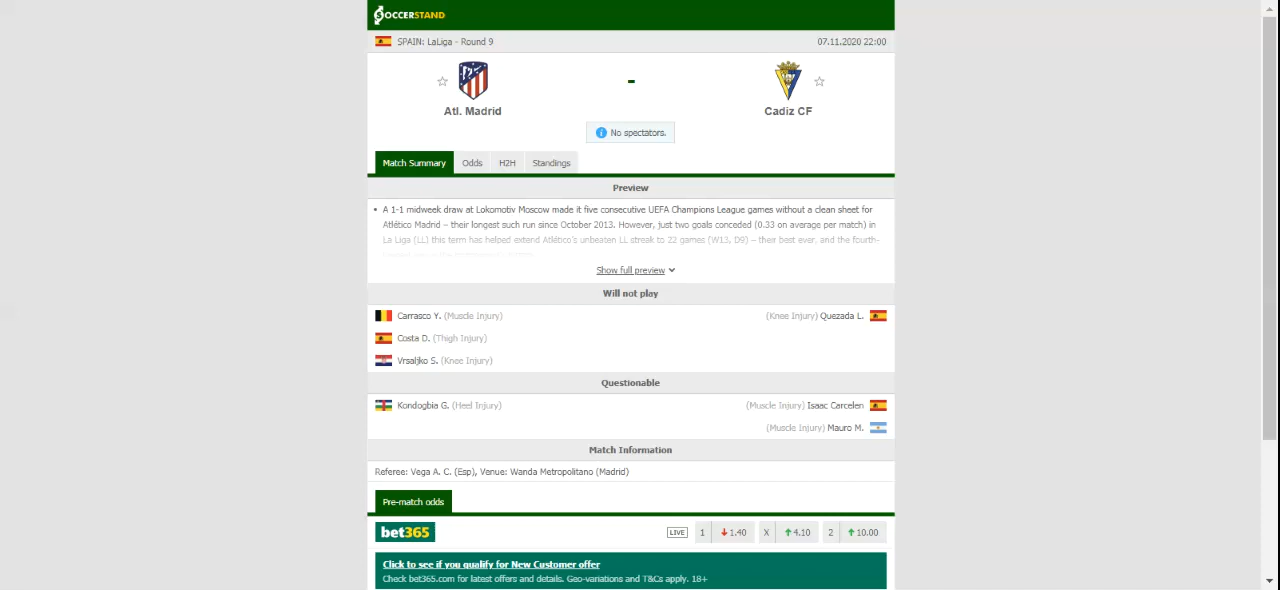 SOCCERSTAND
SPAIN: LaLiga - Round 9 07.11.2020 22:00
-
Atl. Madrid Cadiz CF
No spectators.
Match Summary Odds H2H Standings
Preview
• A 1-1 midweek draw at Lokomotiv Moscow made it five consecutive UEFA Champions League games without a clean sheet for
Atlético Madrid – their longest such run since October 2013. However, just two goals conceded (0.33 on average per match) in
La Liga (LL) this term has helped extend Atlético's unbeaten LL streak to 22 games (W13, D9) – their best ever, and the fourth-
Show full preview
Will not play
Carrasco Y. (Muscle Injury) (Knee Injury) Quezada L.
Costa D. (Thigh Injury)
Vrsaljko S. (Knee Injury)
Questionable
Kondogbia G. (Heel Injury) (Muscle Injury) Isaac Carcelen
(Muscle Injury) Mauro M.
Match Information
Referee: Vega A. C. (Esp), Venue: Wanda Metropolitano (Madrid)
Pre-match odds
bet365 LIVE 1 1.40 X 4.10 2 10.00
Click to see if you qualify for New Customer offer
Check bet365.com for latest offers and details. Geo-variations and T&Cs apply. 18+